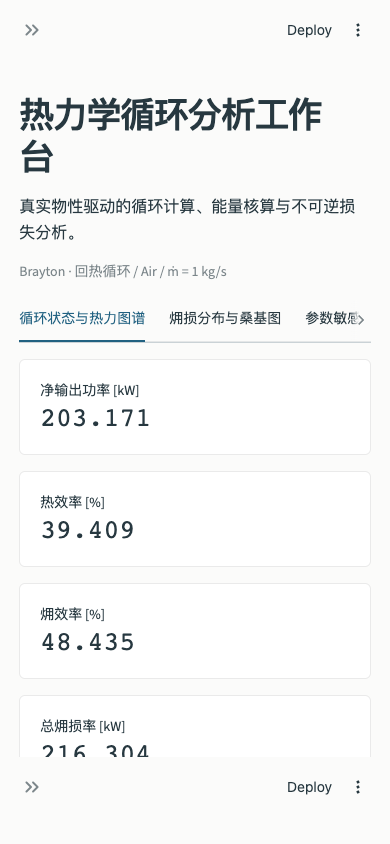 Deploy
热力学循环分析工作
台
真实物性驱动的循环计算、能量核算与不可逆损
失分析。
Brayton · 回热循环 / Air / ṁ = 1 kg/s
循环状态与热力图谱 㶲损分布与桑基图 参数敏感
净输出功率 [kW]
203.171
热效率 [%]
39.409
㶲效率 [%]
48.435
总㶲损率 [kW]
216.304
Deploy